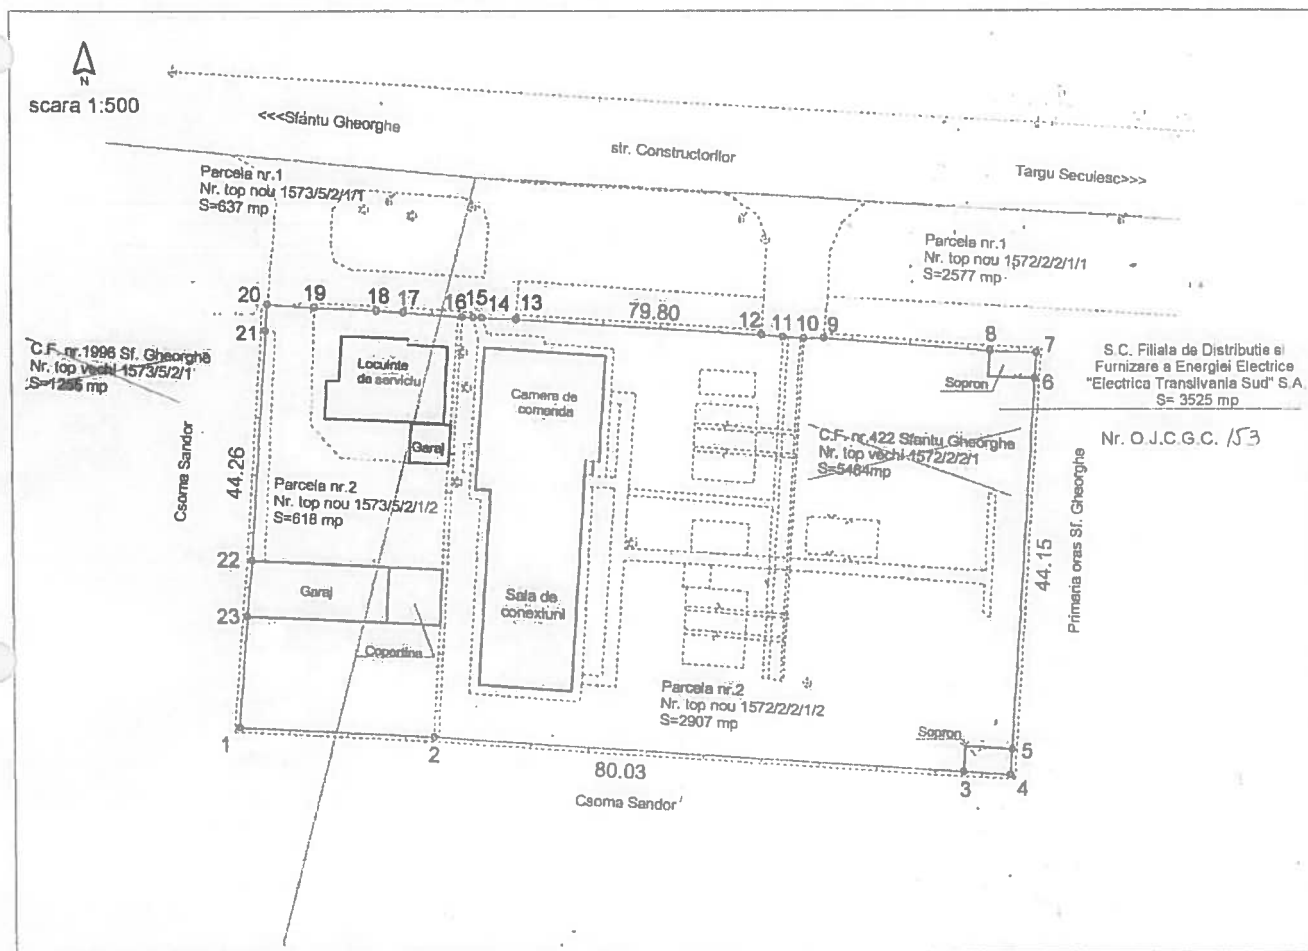 N
scara 1:500
<<<Sfântu Gheorghe
str. Constructorilor
Targu Secuiesc>>>
Parcela nr.1
Nr. top nou 1573/5/2/1/1
S=637 mp
Parcela nr.1
Nr. top nou 1572/2/2/1/1
S=2577 mp
20
19
18
17
16
15
14
13
79.80
12
11
10
9
8
7
21
6
C.F. nr.1996 Sf. Gheorghe
Nr. top vechi 1573/5/2/1
S=1255 mp
Locuinte
de serviciu
Camera de
comanda
Sopron
S.C. Filiala de Distributie si
Furnizare a Energiei Electrice
"Electrica Transilvania Sud" S.A.
S= 3525 mp
Nr. O.J.C.G.C. 153
Garaj
C.F. nr.422 Sfantu Gheorghe
Nr. top vechi 1572/2/2/1
S=5484mp
Csoma Sandor
44.26
Parcela nr.2
Nr. top nou 1573/5/2/1/2
S=618 mp
44.15
Primaria oras Sf. Gheorghe
22
Garaj
23
Sala de
conexiuni
Copertina
Parcela nr.2
Nr. top nou 1572/2/2/1/2
S=2907 mp
Sopron
5
1
2
80.03
3
4
Csoma Sandor